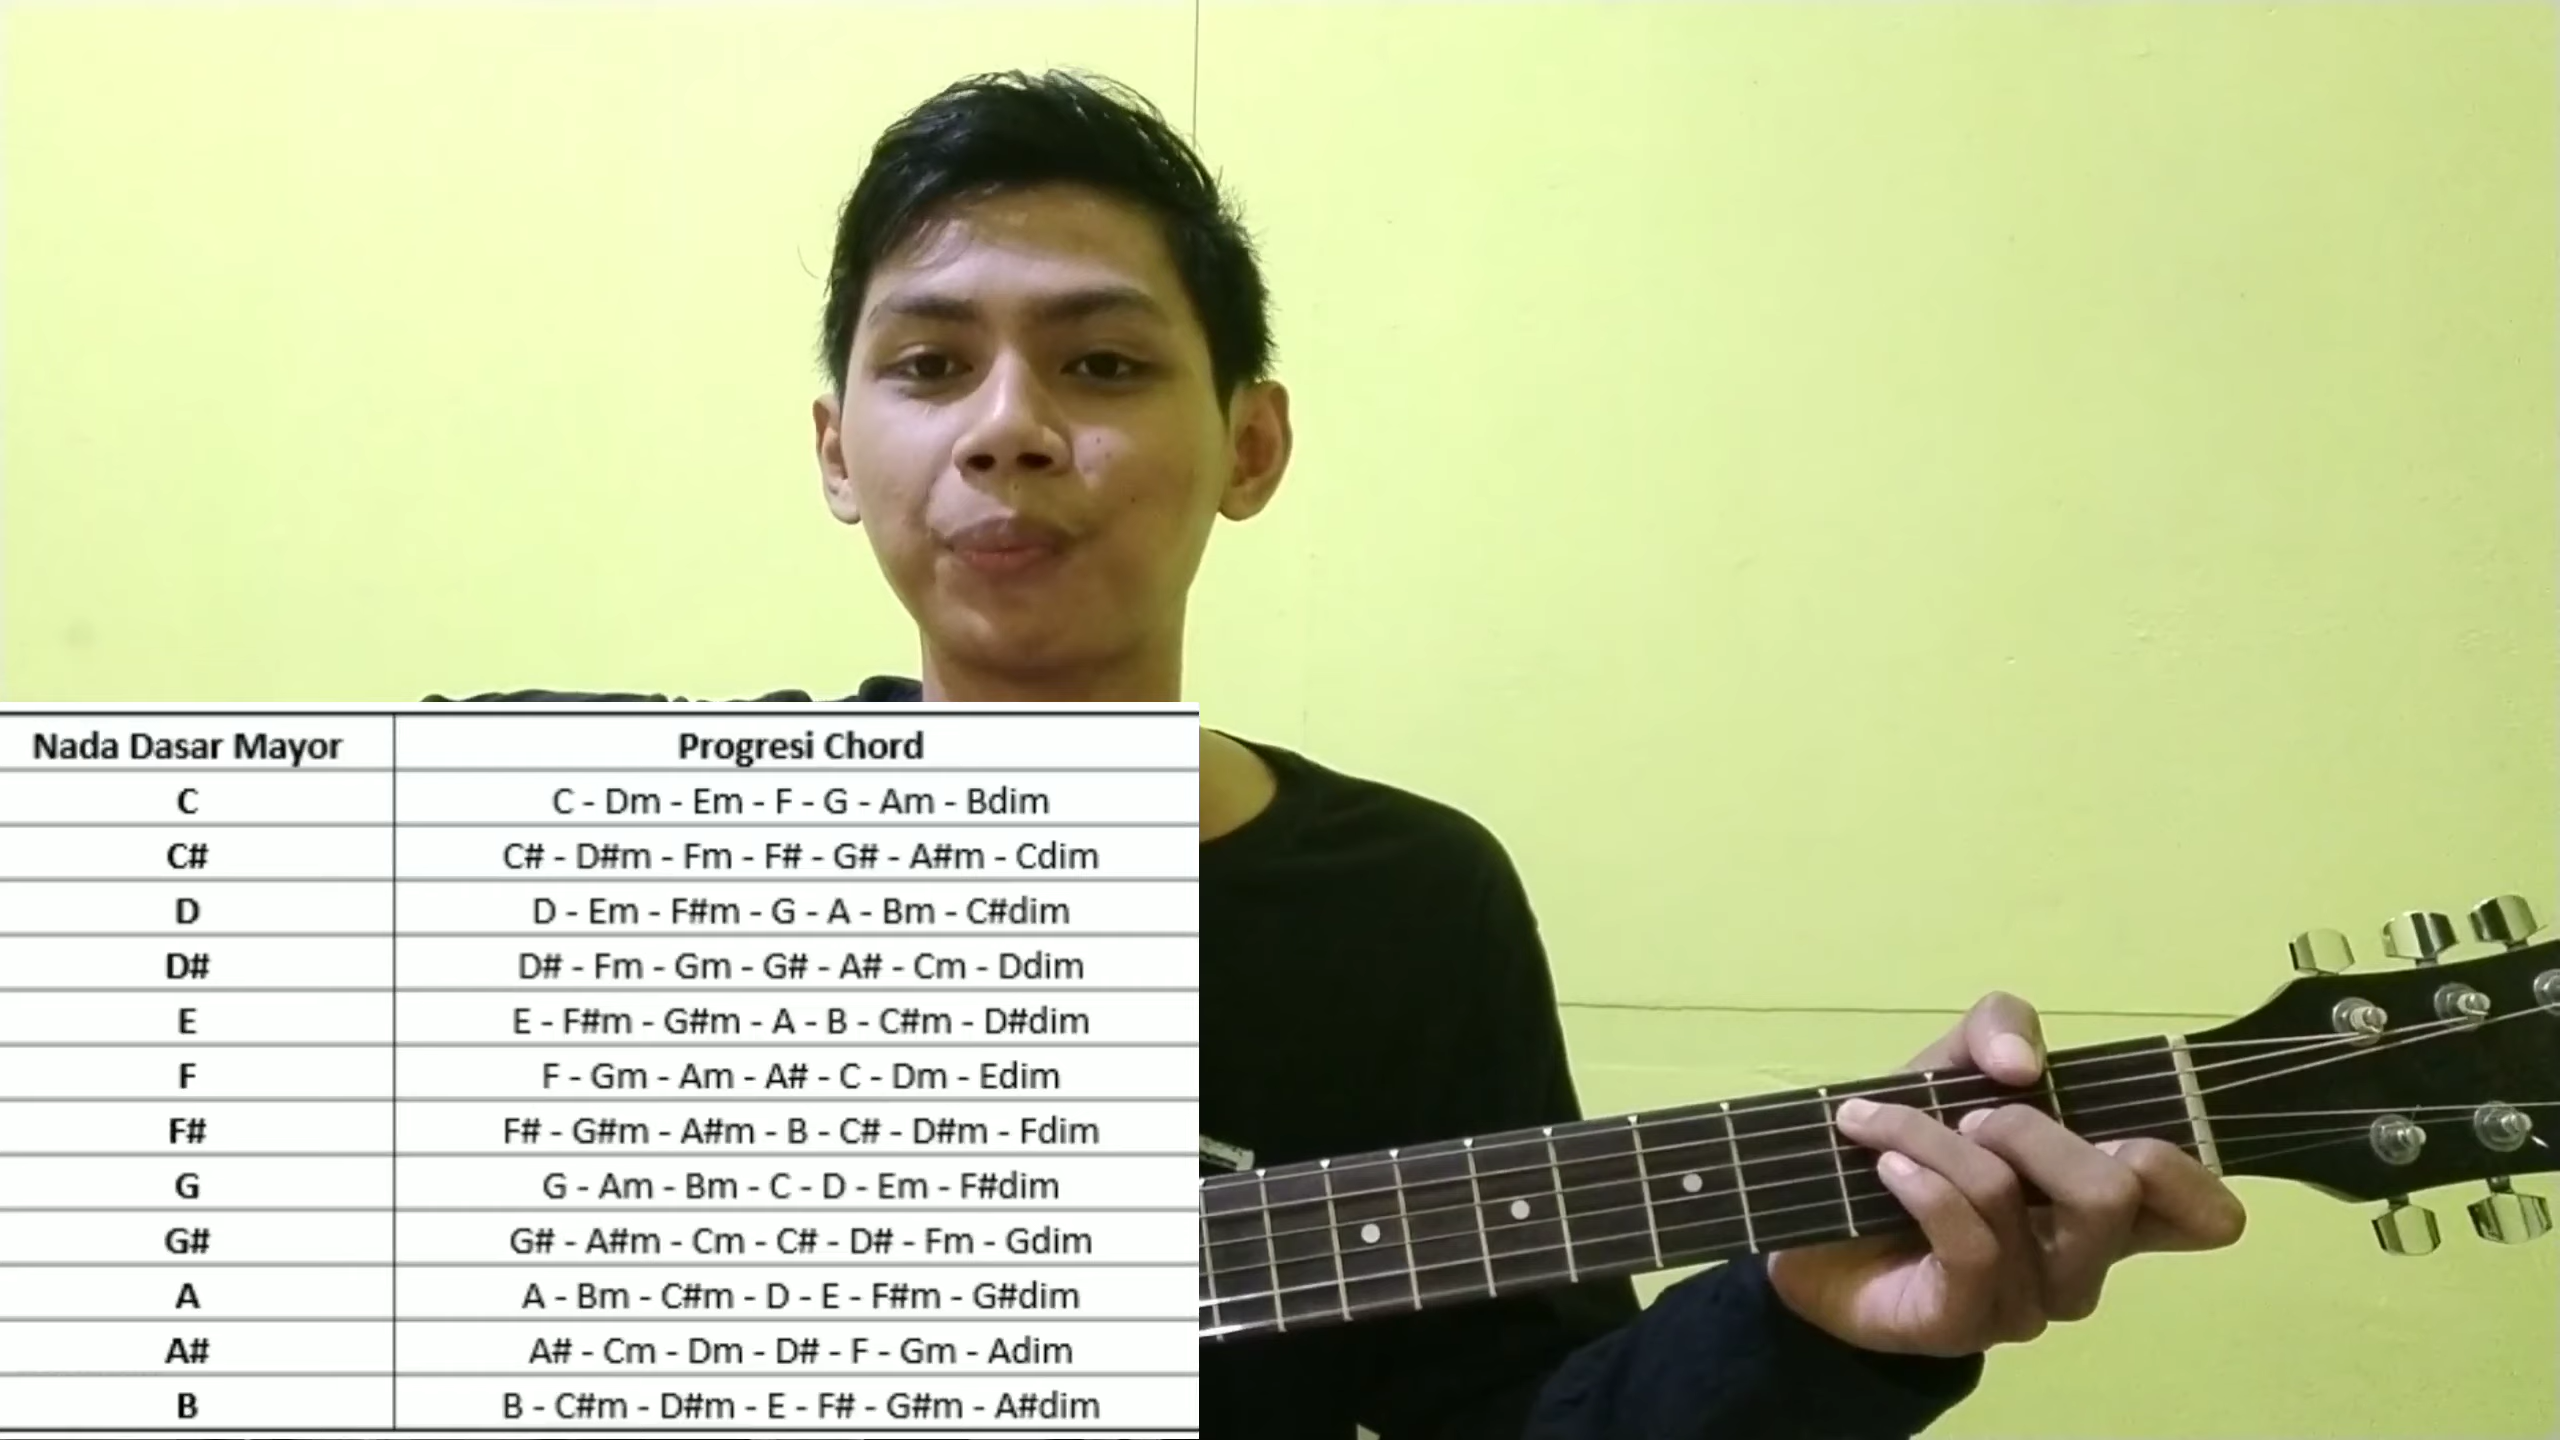 Nada Dasar Mayor Progresi Chord
C C - Dm - Em - F - G - Am - Bdim
C# C# - D#m - Fm - F# - G# - A#m - Cdim
D D - Em - F#m - G - A - Bm - C#dim
D# D# - Fm - Gm - G# - A# - Cm - Ddim
E E - F#m - G#m - A - B - C#m - D#dim
F F - Gm - Am - A# - C - Dm - Edim
F# F# - G#m - A#m - B - C# - D#m - Fdim
G G - Am - Bm - C - D - Em - F#dim
G# G# - A#m - Cm - C# - D# - Fm - Gdim
A A - Bm - C#m - D - E - F#m - G#dim
A# A# - Cm - Dm - D# - F - Gm - Adim
B B - C#m - D#m - E - F# - G#m - A#dim